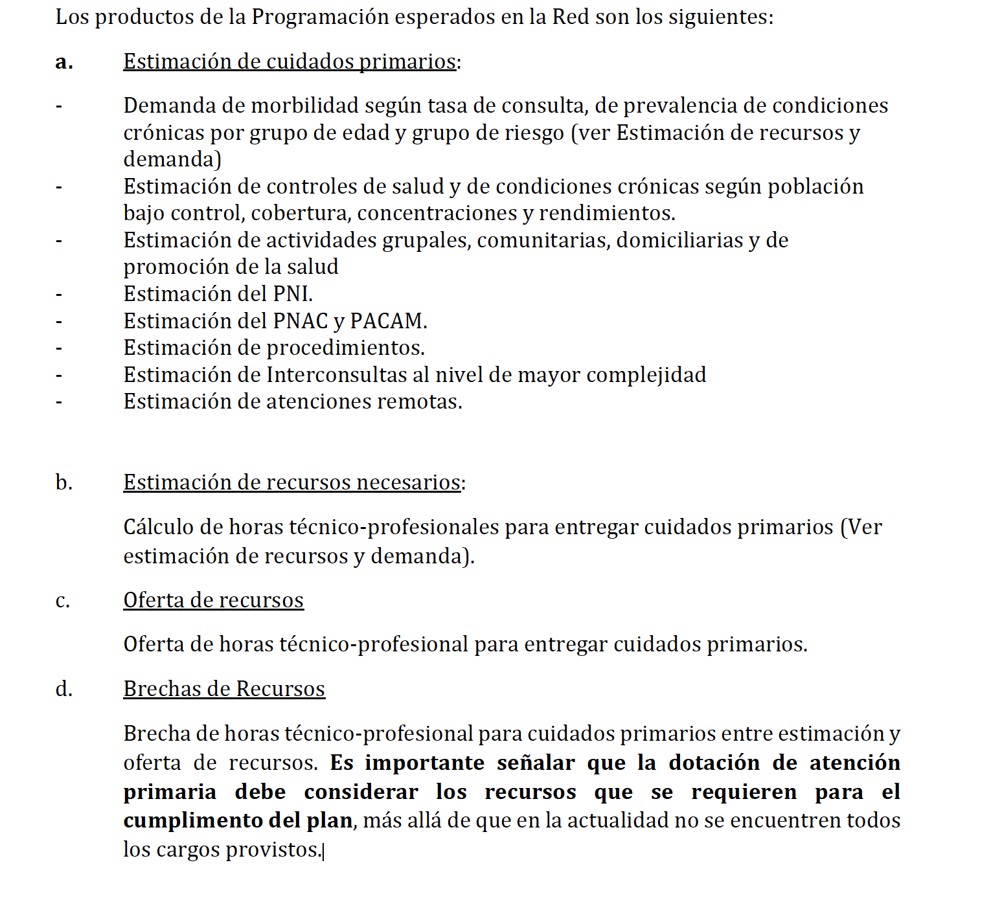 Los productos de la Programación esperados en la Red son los siguientes:
a. Estimación de cuidados primarios:
- Demanda de morbilidad según tasa de consulta, de prevalencia de condiciones
crónicas por grupo de edad y grupo de riesgo (ver Estimación de recursos y
demanda)
- Estimación de controles de salud y de condiciones crónicas según población
bajo control, cobertura, concentraciones y rendimientos.
- Estimación de actividades grupales, comunitarias, domiciliarias y de
promoción de la salud
- Estimación del PNI.
- Estimación del PNAC y PACAM.
- Estimación de procedimientos.
- Estimación de Interconsultas al nivel de mayor complejidad
- Estimación de atenciones remotas.
b. Estimación de recursos necesarios:
Cálculo de horas técnico-profesionales para entregar cuidados primarios (Ver
estimación de recursos y demanda).
c. Oferta de recursos
Oferta de horas técnico-profesional para entregar cuidados primarios.
d. Brechas de Recursos
Brecha de horas técnico-profesional para cuidados primarios entre estimación y
oferta de recursos. Es importante señalar que la dotación de atención
primaria debe considerar los recursos que se requieren para el
cumplimento del plan, más allá de que en la actualidad no se encuentren todos
los cargos provistos.